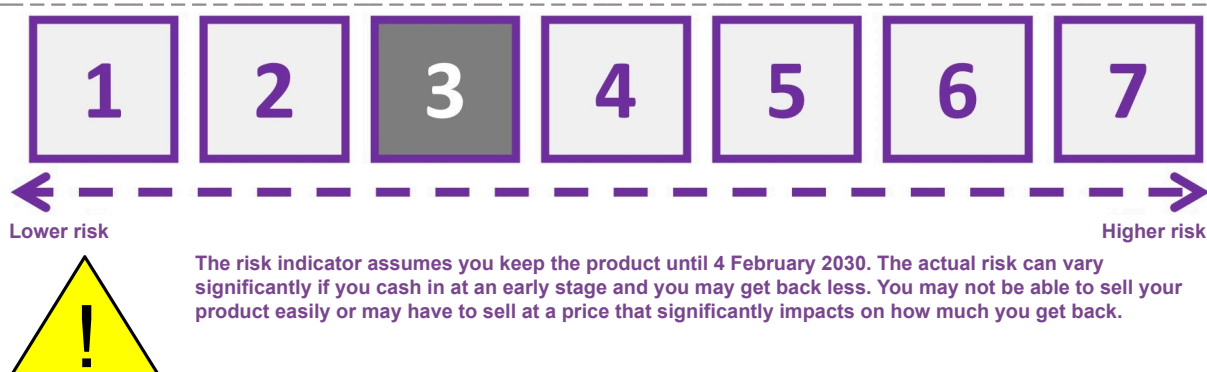 1 2 3 4 5 6 7
Lower risk Higher risk
The risk indicator assumes you keep the product until 4 February 2030. The actual risk can vary
significantly if you cash in at an early stage and you may get back less. You may not be able to sell your
product easily or may have to sell at a price that significantly impacts on how much you get back.
!